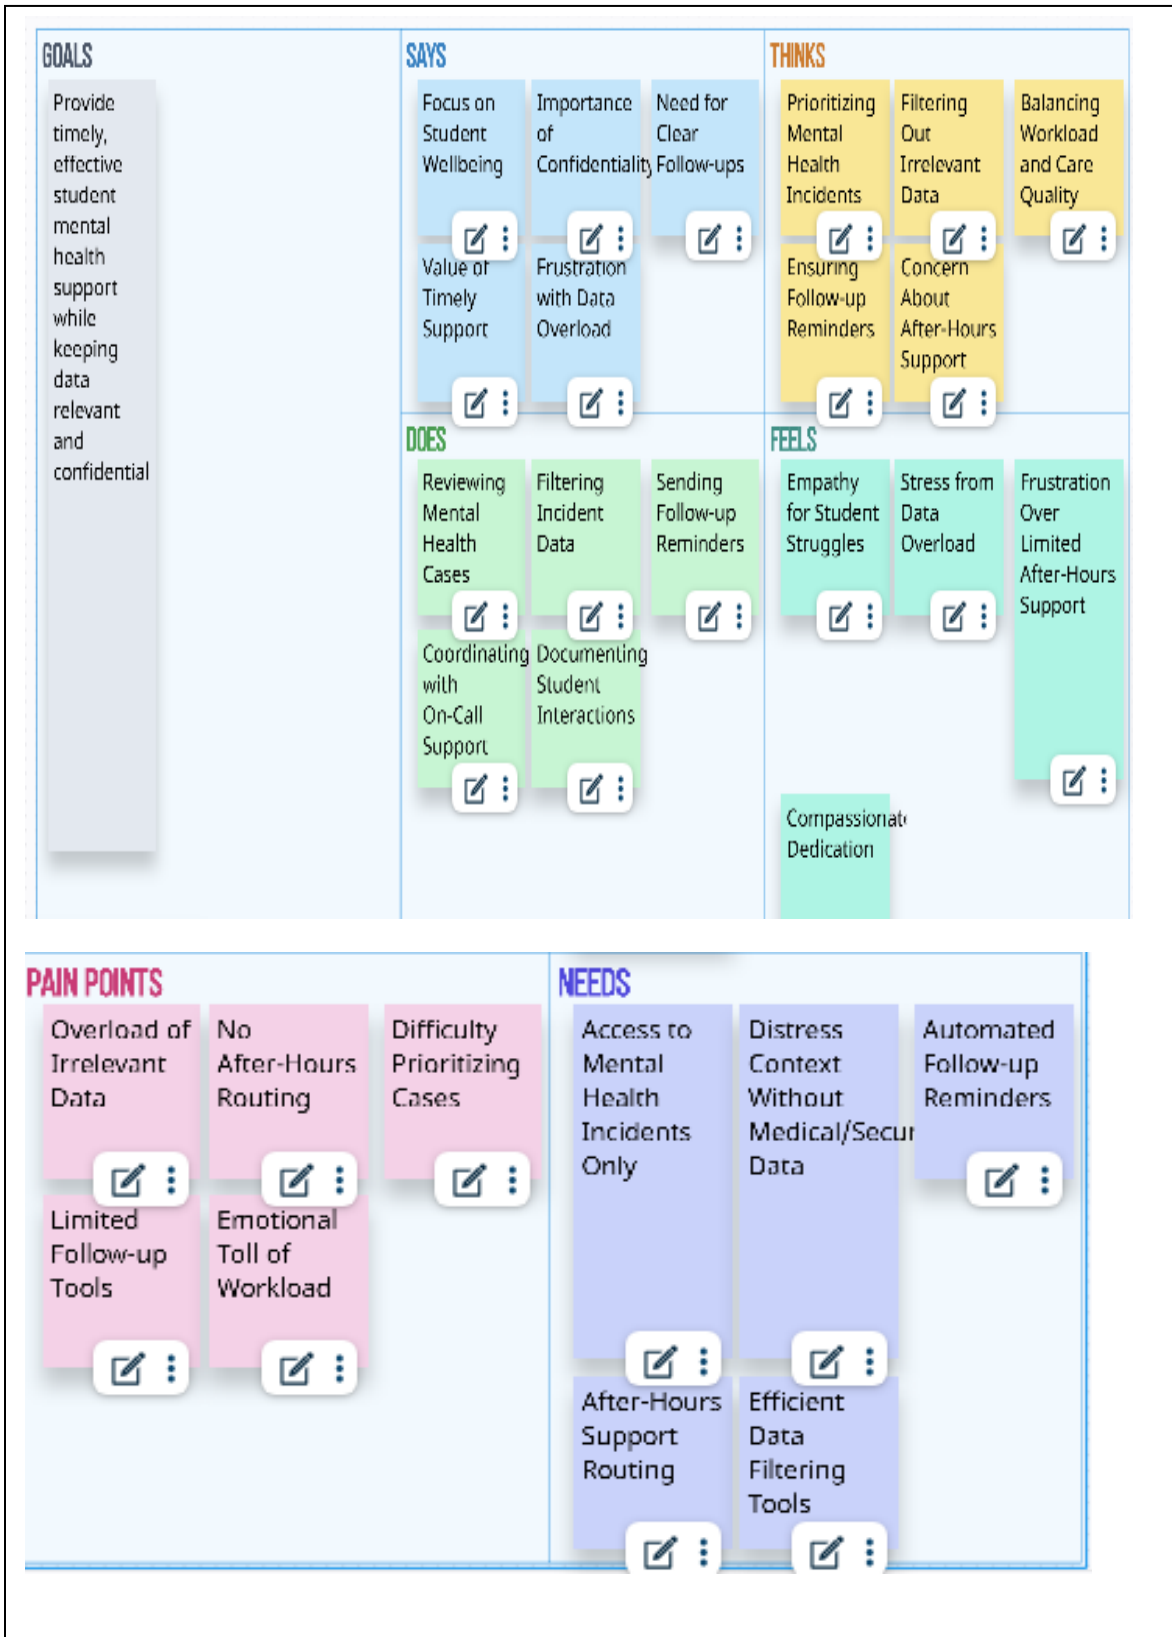 GOALS
Provide
timely,
effective
student
mental
health
support
while
keeping
data
relevant
and
confidential
SAYS
Focus on
Student
Wellbeing
Importance
of
Confidentiality
Need for
Clear
Follow-ups
Value of
Timely
Support
Frustration
with Data
Overload
THINKS
Prioritizing
Mental
Health
Incidents
Filtering
Out
Irrelevant
Data
Balancing
Workload
and Care
Quality
Ensuring
Follow-up
Reminders
Concern
About
After-Hours
Support
DOES
Reviewing
Mental
Health
Cases
Filtering
Incident
Data
Sending
Follow-up
Reminders
Coordinating
with
On-Call
Support
Documenting
Student
Interactions
FEELS
Empathy
for Student
Struggles
Stress from
Data
Overload
Frustration
Over
Limited
After-Hours
Support
Compassionat
Dedication
PAIN POINTS
Overload of
Irrelevant
Data
No
After-Hours
Routing
Difficulty
Prioritizing
Cases
Limited
Follow-up
Tools
Emotional
Toll of
Workload
NEEDS
Access to
Mental
Health
Incidents
Only
Distress
Context
Without
Medical/Secur
Data
Automated
Follow-up
Reminders
After-Hours
Support
Routing
Efficient
Data
Filtering
Tools